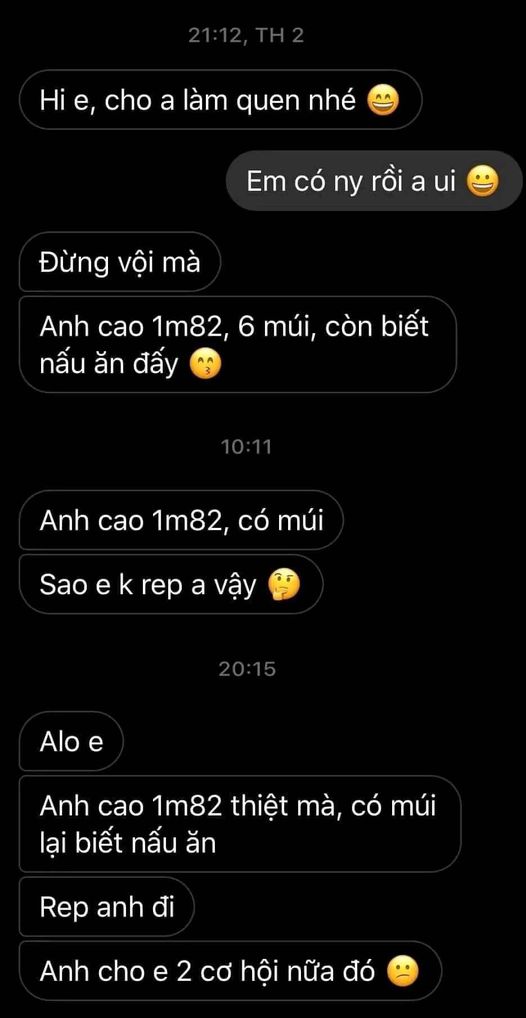 21:12, TH 2
Hi e, cho a làm quen nhé 😄
Em có ny rồi a ui 😀
Đừng vội mà
Anh cao 1m82, 6 múi, còn biết
nấu ăn đấy 😙
10:11
Anh cao 1m82, có múi
Sao e k rep a vậy 🤔
20:15
Alo e
Anh cao 1m82 thiệt mà, có múi
lại biết nấu ăn
Rep anh đi
Anh cho e 2 cơ hội nữa đó 😕